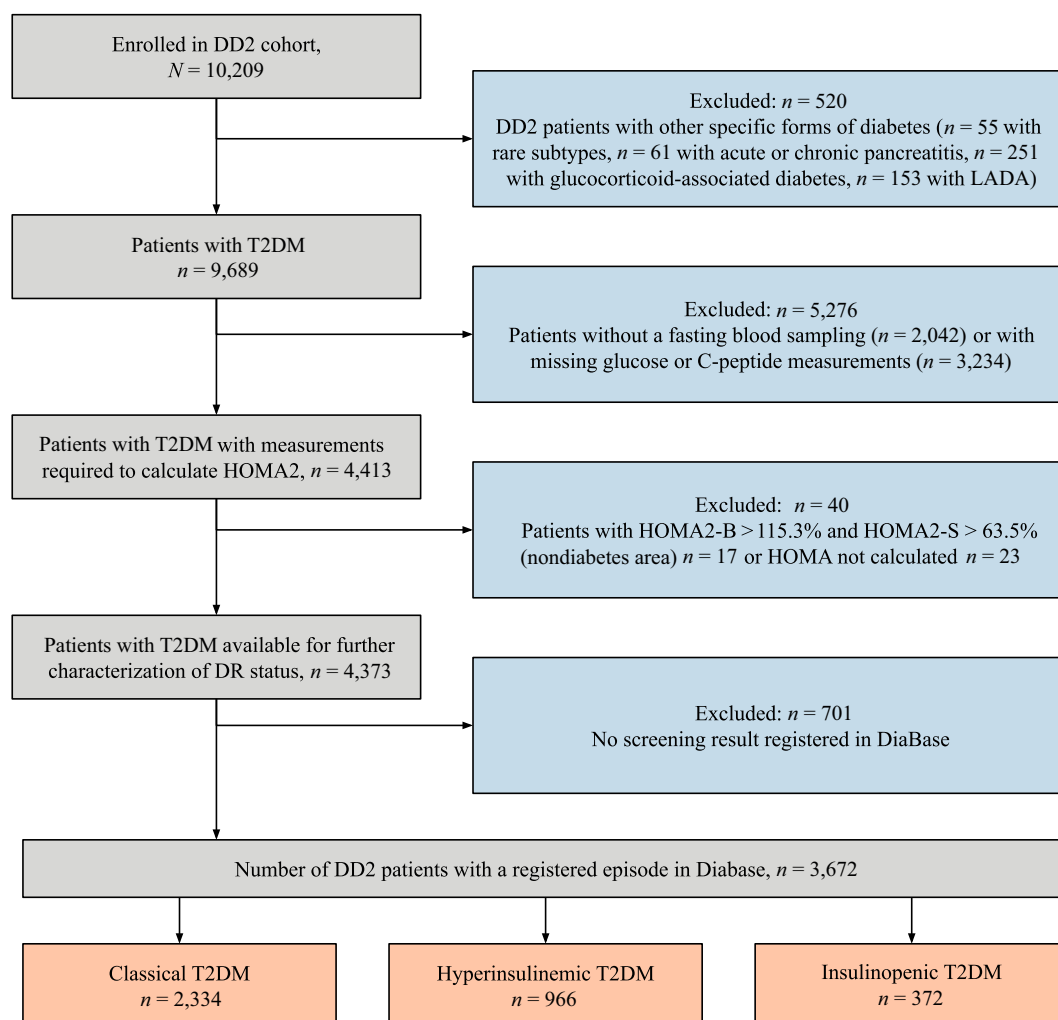 Enrolled in DD2 cohort,
N = 10,209
Excluded: n = 520
DD2 patients with other specific forms of diabetes (n = 55 with
rare subtypes, n = 61 with acute or chronic pancreatitis, n = 251
with glucocorticoid-associated diabetes, n = 153 with LADA)
Patients with T2DM
n = 9,689
Excluded: n = 5,276
Patients without a fasting blood sampling (n = 2,042) or with
missing glucose or C-peptide measurements (n = 3,234)
Patients with T2DM with measurements
required to calculate HOMA2, n = 4,413
Excluded: n = 40
Patients with HOMA2-B > 115.3% and HOMA2-S > 63.5%
(nondiabetes area) n = 17 or HOMA not calculated n = 23
Patients with T2DM available for further
characterization of DR status, n = 4,373
Excluded: n = 701
No screening result registered in DiaBase
Number of DD2 patients with a registered episode in Diabase, n = 3,672
Classical T2DM
n = 2,334
Hyperinsulinemic T2DM
n = 966
Insulinopenic T2DM
n = 372